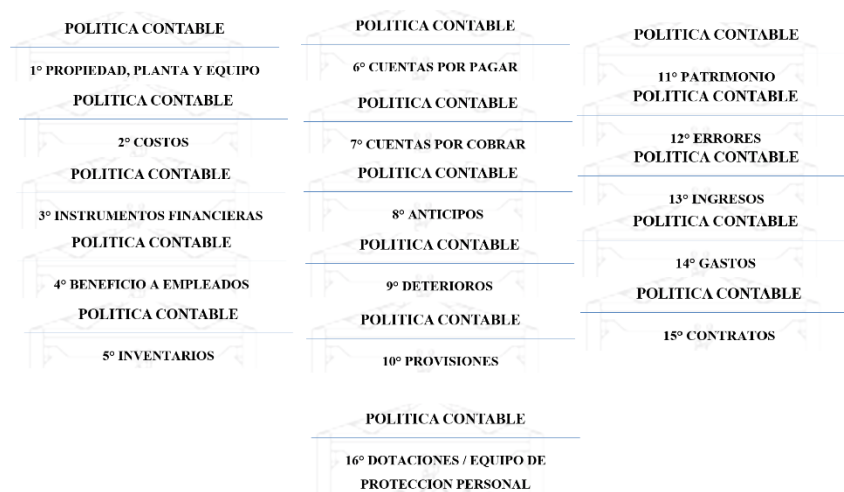 POLITICA CONTABLE
1° PROPIEDAD, PLANTA Y EQUIPO
POLITICA CONTABLE
2° COSTOS
POLITICA CONTABLE
3° INSTRUMENTOS FINANCIERAS
POLITICA CONTABLE
4° BENEFICIO A EMPLEADOS
POLITICA CONTABLE
5° INVENTARIOS
POLITICA CONTABLE
6° CUENTAS POR PAGAR
POLITICA CONTABLE
7° CUENTAS POR COBRAR
POLITICA CONTABLE
8° ANTICIPOS
POLITICA CONTABLE
9° DETERIOROS
POLITICA CONTABLE
10° PROVISIONES
POLITICA CONTABLE
11° PATRIMONIO
POLITICA CONTABLE
12° ERRORES
POLITICA CONTABLE
13° INGRESOS
POLITICA CONTABLE
14° GASTOS
POLITICA CONTABLE
15° CONTRATOS
POLITICA CONTABLE
16° DOTACIONES / EQUIPO DE
PROTECCION PERSONAL